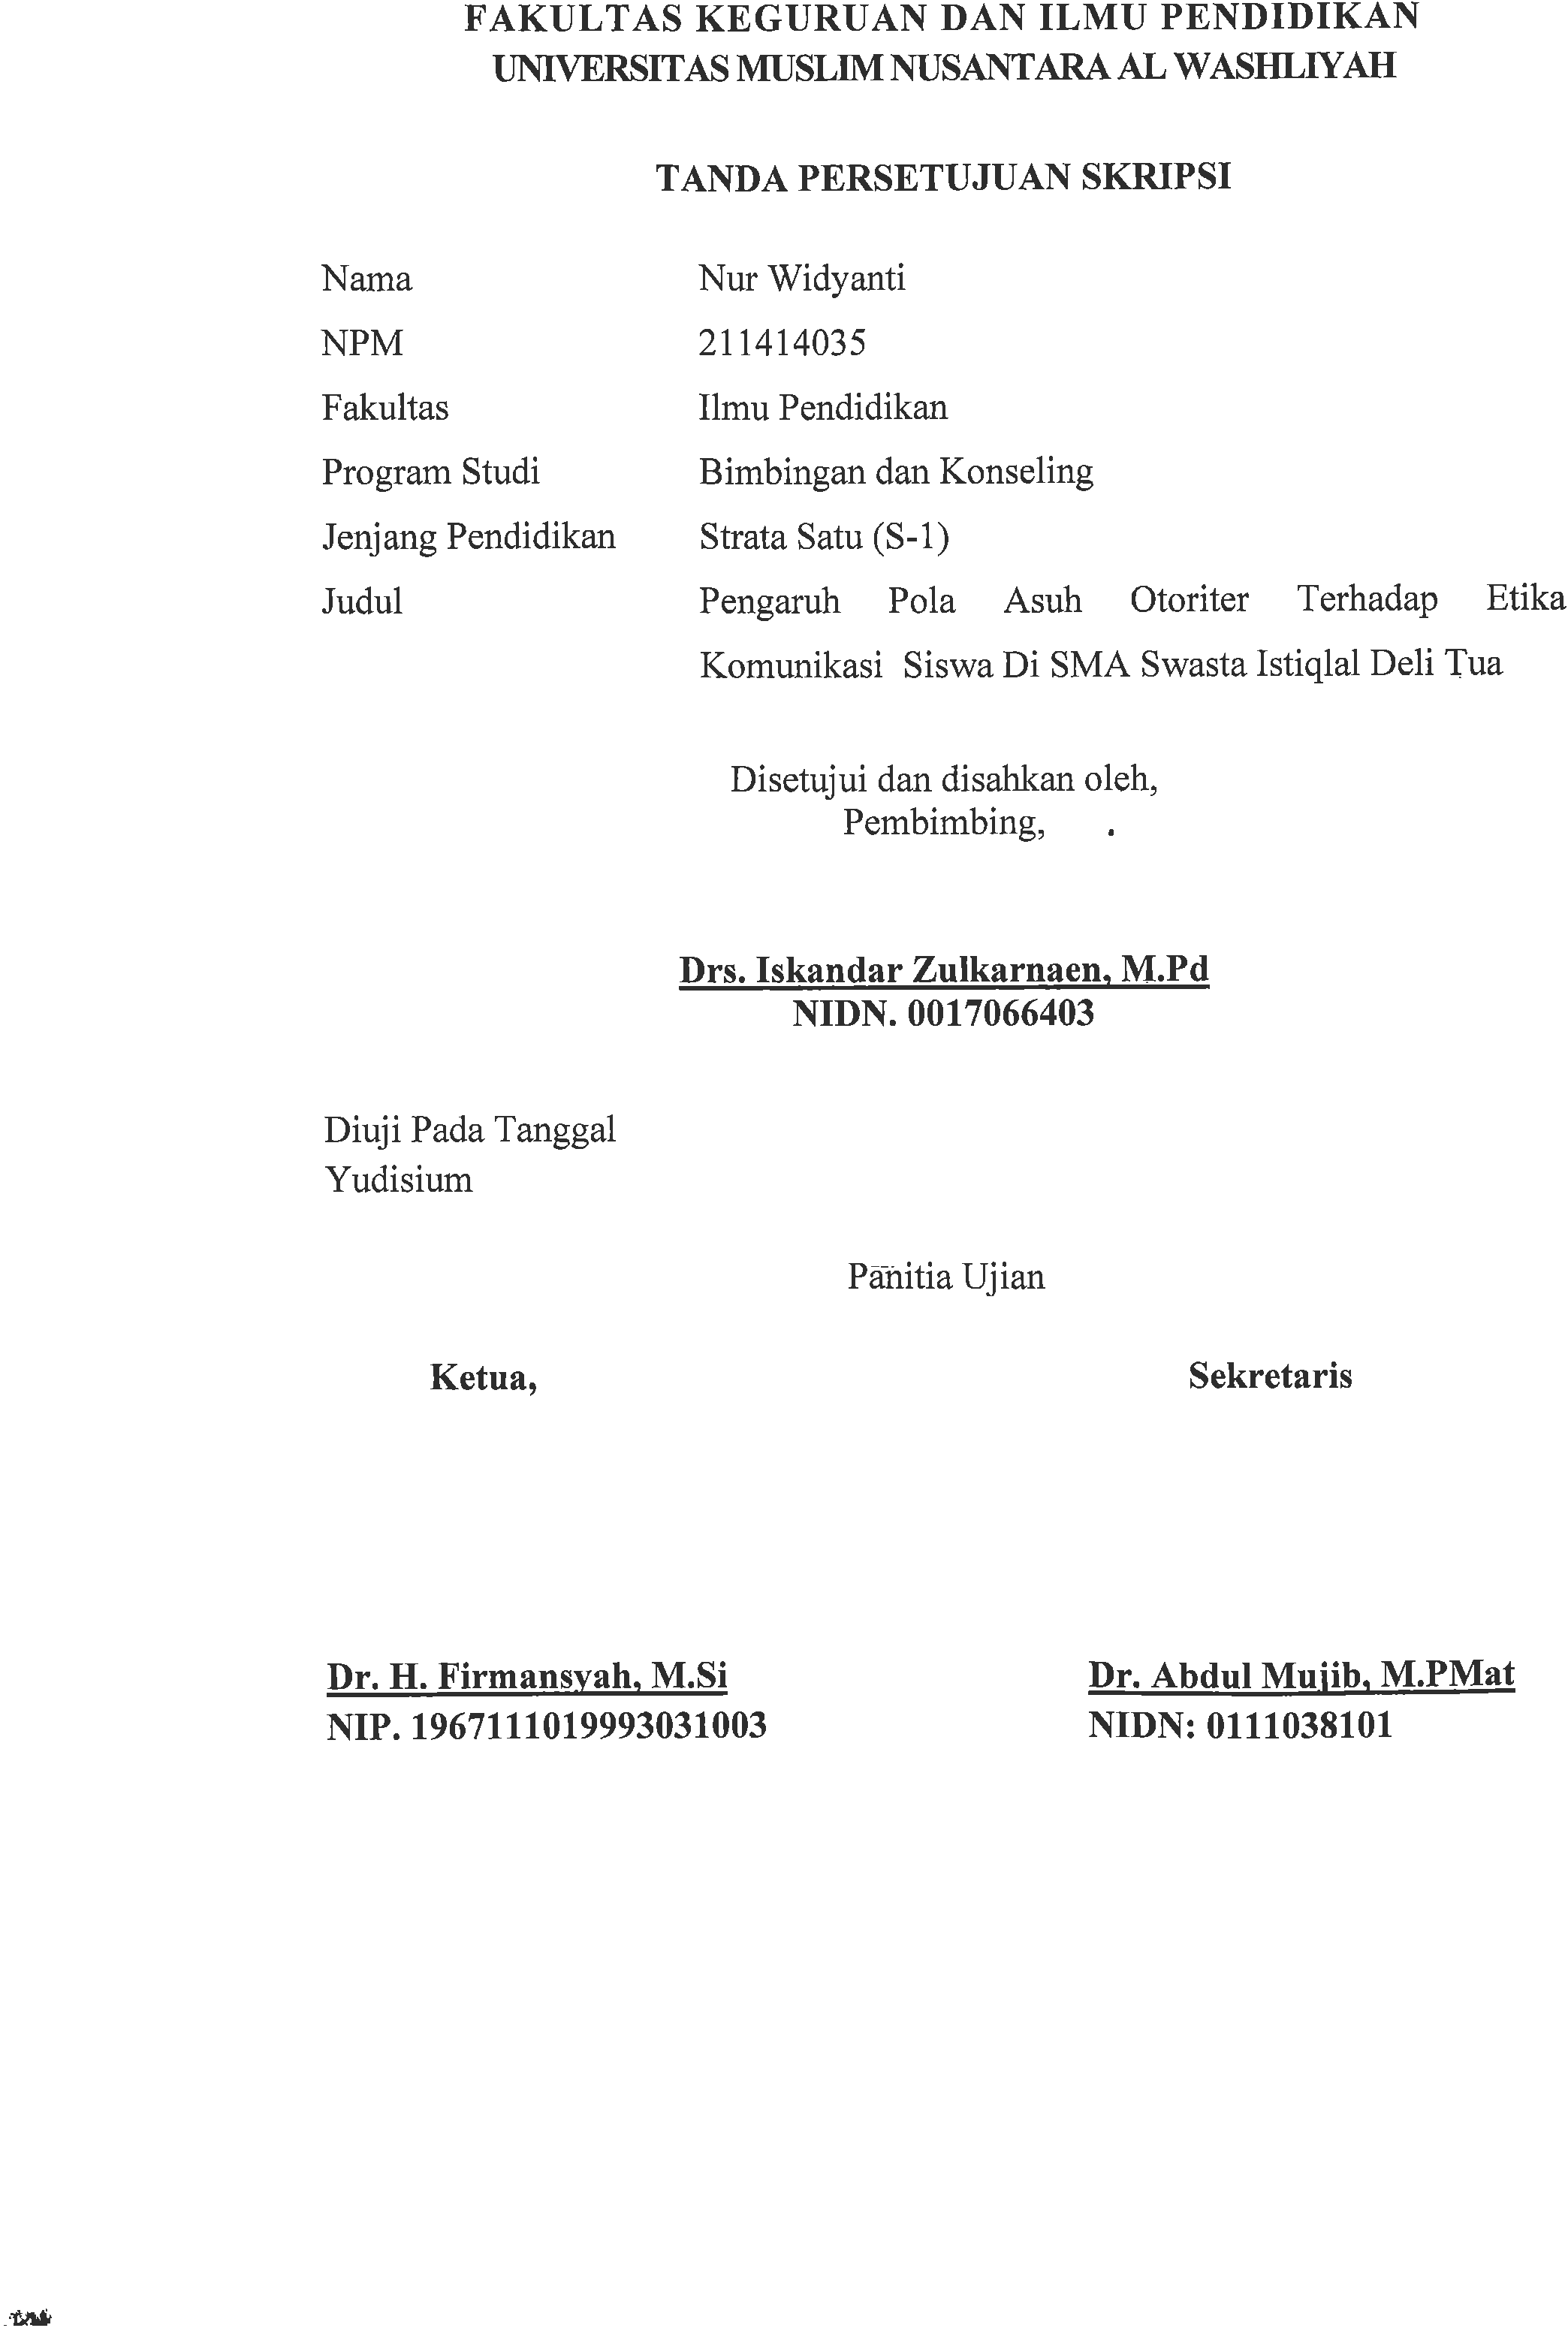 FAKULTAS KEGURUAN DAN ILMU PENDIDIKAN
UNIVERSITAS MUSLIM NUSANTARA AL WASHLIYAH
TANDA PERSETUJUAN SKRIPSI
Nama Nur Widyanti
NPM 211414035
Fakultas Ilmu Pendidikan
Program Studi Bimbingan dan Konseling
Jenjang Pendidikan Strata Satu (S-1)
Judul Pengaruh Pola Asuh Otoriter Terhadap Etika
Komunikasi Siswa Di SMA Swasta Istiqlal Deli Tua
Disetujui dan disahkan oleh,
Pembimbing,
Drs. Iskandar Zulkarnaen, M.Pd
NIDN. 0017066403
Diuji Pada Tanggal
Yudisium
Panitia Ujian
Ketua, Sekretaris
Dr. H. Firmansyah, M.Si Dr. Abdul Mujib, M.PMat
NIP. 1967111019993031003 NIDN: 0111038101